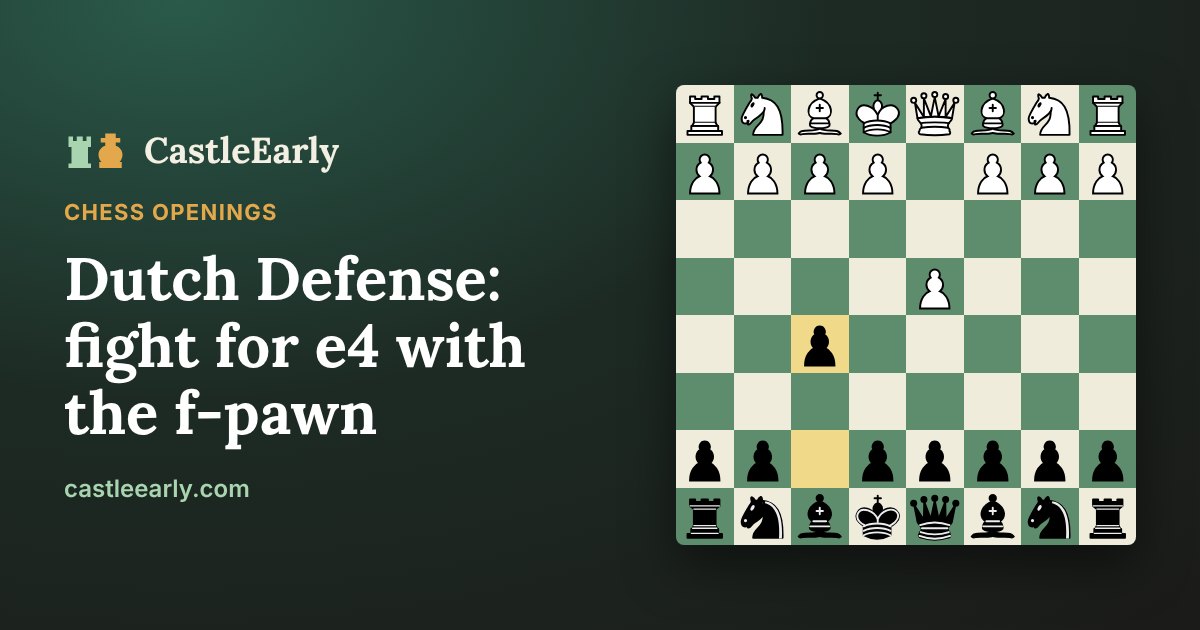 CastleEarly
CHESS OPENINGS
Dutch Defense:
fight for e4 with
the f-pawn
castleearly.com